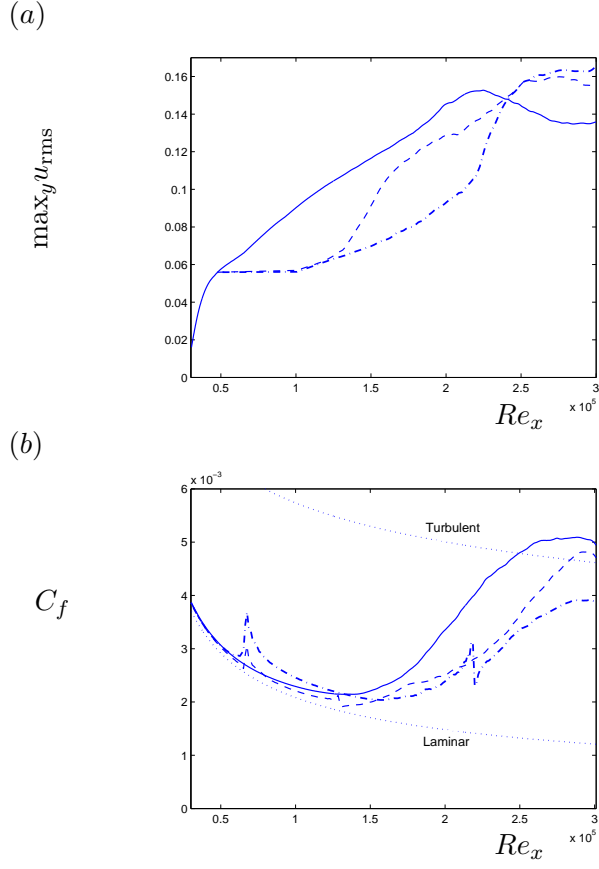 (a)
max_y u_rms
0.16
0.14
0.12
0.1
0.08
0.06
0.04
0.02
0
0.5 1 1.5 2 2.5 3
x 10^5
Re_x
(b)
x 10^−3
6
5
4
3
2
1
0
C_f
Turbulent
Laminar
0.5 1 1.5 2 2.5 3
x 10^5
Re_x